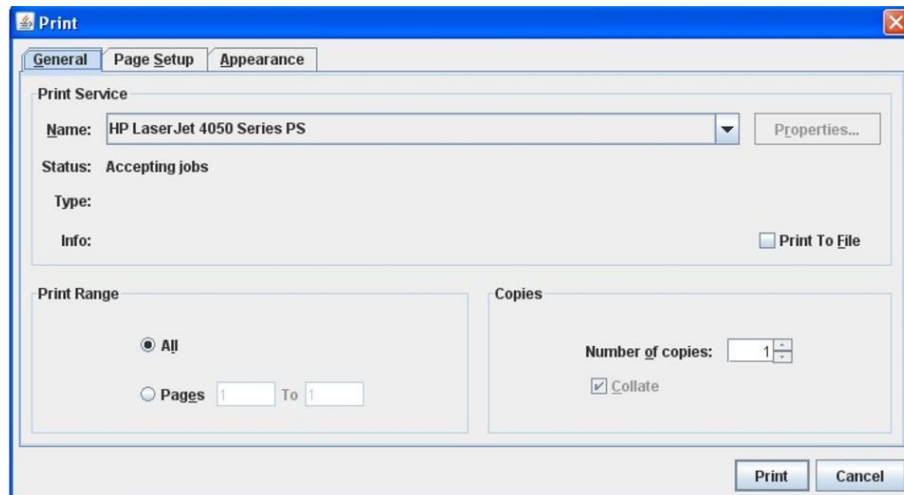 Print
General Page Setup Appearance
Print Service
Name: HP LaserJet 4050 Series PS Properties...
Status: Accepting jobs
Type:
Info: Print To File
Print Range Copies
All Number of copies: 1
Pages 1 To 1 Collate
Print Cancel